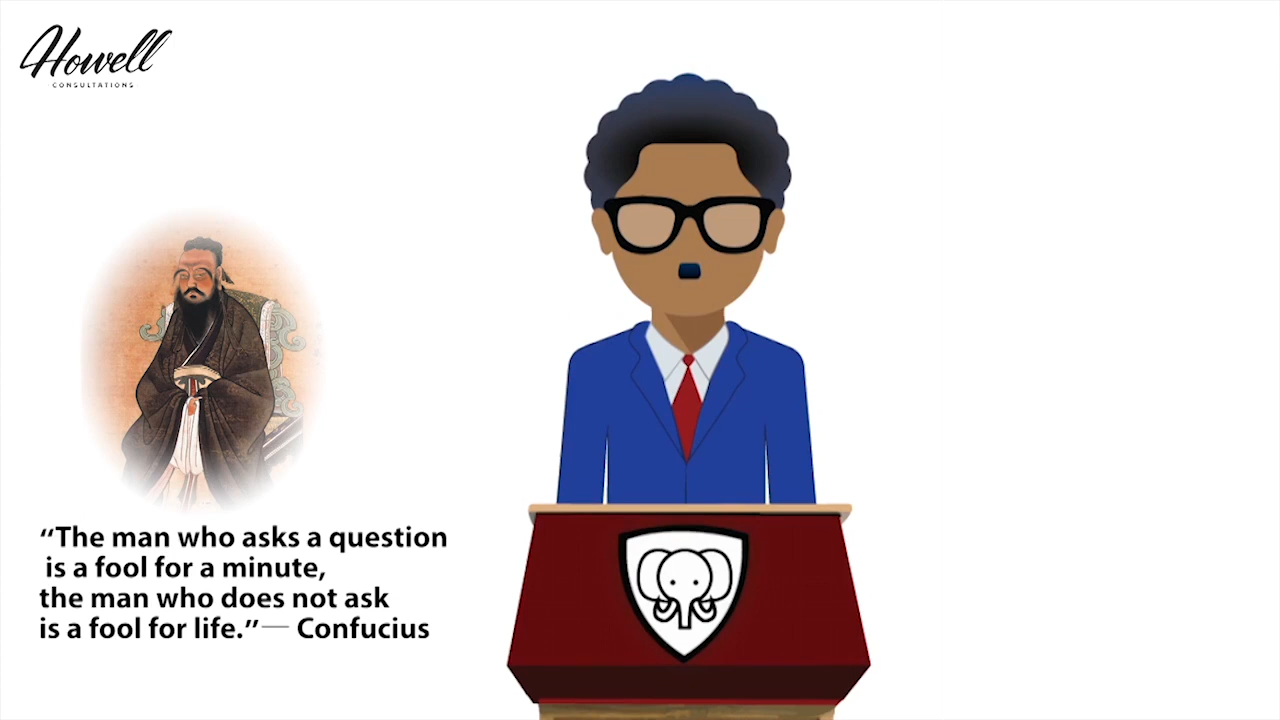 Howell
CONSULTATIONS
“The man who asks a question
is a fool for a minute,
the man who does not ask
is a fool for life.”— Confucius